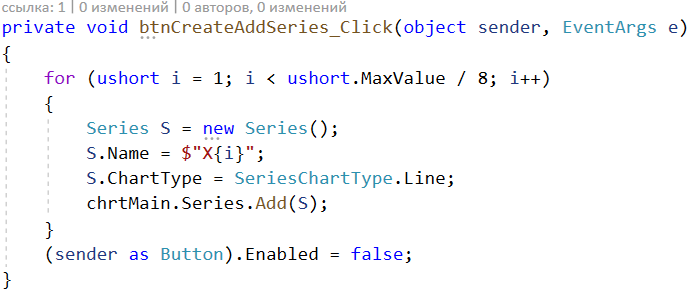 ссылка: 1 | 0 изменений | 0 авторов, 0 изменений
private void btnCreateAddSeries_Click(object sender, EventArgs e)
{
for (ushort i = 1; i < ushort.MaxValue / 8; i++)
{
Series S = new Series();
S.Name = $"X{i}";
S.ChartType = SeriesChartType.Line;
chrtMain.Series.Add(S);
}
(sender as Button).Enabled = false;
}